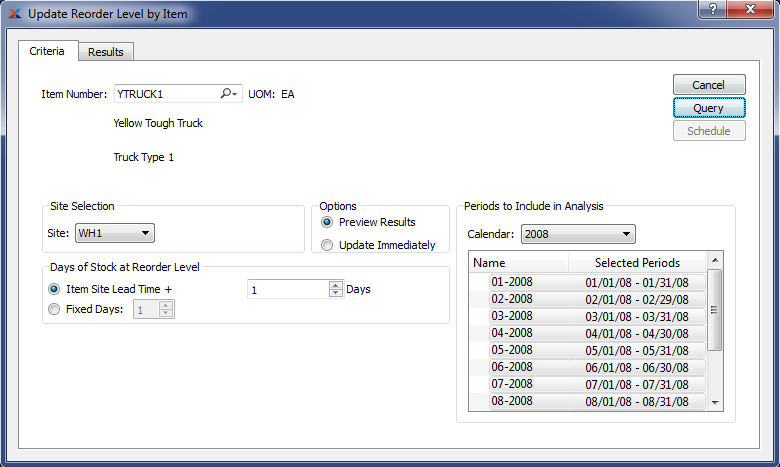 Update Reorder Level by Item
Criteria
Results
Item Number: YTRUCK1 UOM: EA
Yellow Tough Truck
Truck Type 1
Cancel
Query
Schedule
Site Selection
Site: WH1
Options
Preview Results
Update Immediately
Days of Stock at Reorder Level
Item Site Lead Time + 1 Days
Fixed Days: 1
Periods to Include in Analysis
Calendar: 2008
Name Selected Periods
01-2008 01/01/08 - 01/31/08
02-2008 02/01/08 - 02/29/08
03-2008 03/01/08 - 03/31/08
04-2008 04/01/08 - 04/30/08
05-2008 05/01/08 - 05/31/08
06-2008 06/01/08 - 06/30/08
07-2008 07/01/08 - 07/31/08
08-2008 08/01/08 - 08/31/08